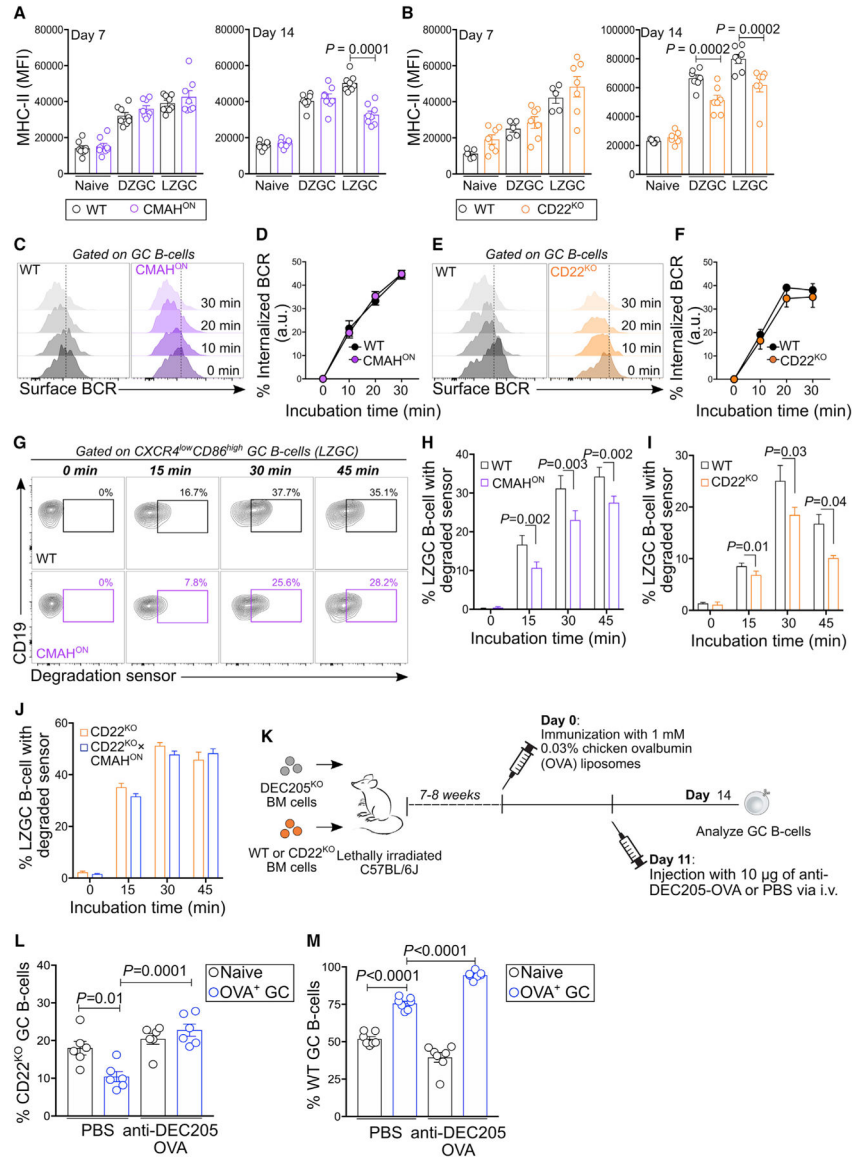 A
Day 7
MHC-II (MFI)
80000
60000
40000
20000
0
Naive
DZGC
LZGC
Day 14
P = 0.0001
80000
60000
40000
20000
0
Naive
DZGC
LZGC
WT
CMAH^ON
B
Day 7
MHC-II (MFI)
80000
60000
40000
20000
0
Naive
DZGC
LZGC
Day 14
P = 0.0002
P = 0.0002
100000
80000
60000
40000
20000
0
Naive
DZGC
LZGC
WT
CD22^KO
C
Gated on GC B-cells
WT
CMAH^ON
30 min
20 min
10 min
0 min
Surface BCR
D
% Internalized BCR
(a.u.)
50
40
30
20
10
0
WT
CMAH^ON
0 10 20 30
Incubation time (min)
E
Gated on GC B-cells
WT
CD22^KO
30 min
20 min
10 min
0 min
Surface BCR
F
% Internalized BCR
(a.u.)
50
40
30
20
10
0
WT
CD22^KO
0 10 20 30
Incubation time (min)
G
Gated on CXCR4^low CD86^high GC B-cells (LZGC)
0 min 15 min 30 min 45 min
0% 16.7% 37.7% 35.1%
WT
0% 7.8% 25.6% 28.2%
CMAH^ON
CD19
Degradation sensor
H
% LZGC B-cell with
degraded sensor
40
30
20
10
0
WT
CMAH^ON
P=0.002
P=0.003
P=0.002
0 15 30 45
Incubation time (min)
I
% LZGC B-cell with
degraded sensor
30
20
10
0
WT
CD22^KO
P=0.01
P=0.03
P=0.04
0 15 30 45
Incubation time (min)
J
% LZGC B-cell with
degraded sensor
60
40
20
0
CD22^KO
CD22^KO×
CMAH^ON
0 15 30 45
Incubation time (min)
K
DEC205^KO
BM cells
WT or CD22^KO
BM cells
Lethally irradiated
C57BL/6J
7-8 weeks
Day 0:
Immunization with 1 mM
0.03% chicken ovalbumin
(OVA) liposomes
Day 14
Analyze GC B-cells
Day 11:
Injection with 10 µg of anti-
DEC205-OVA or PBS via i.v.
L
% CD22^KO GC B-cells
40
30
20
10
0
P=0.01
P=0.0001
Naive
OVA+ GC
PBS
anti-DEC205
OVA
M
% WT GC B-cells
100
75
50
25
0
P<0.0001
P<0.0001
Naive
OVA+ GC
PBS
anti-DEC205
OVA